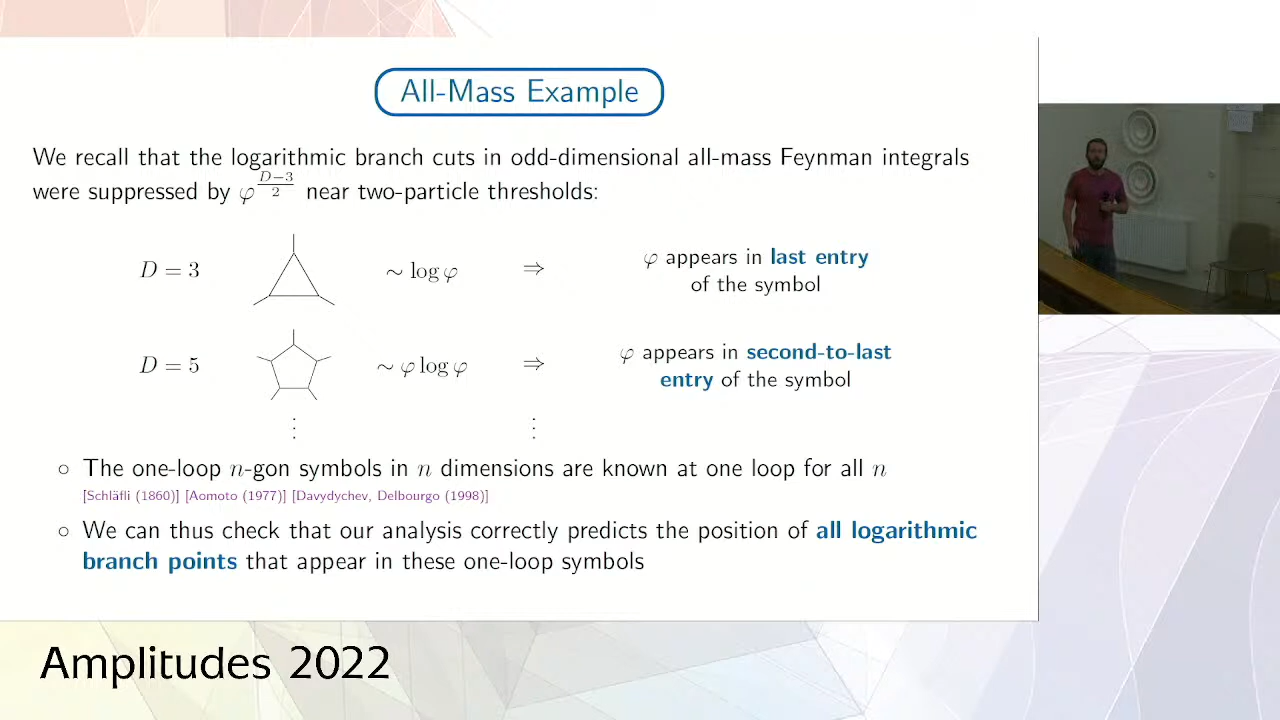 All-Mass Example
We recall that the logarithmic branch cuts in odd-dimensional all-mass Feynman integrals
were suppressed by φ^{\frac{D−3}{2}} near two-particle thresholds:
D = 3 ∼ log φ ⇒ φ appears in last entry
of the symbol
D = 5 ∼ φ log φ ⇒ φ appears in second-to-last
entry of the symbol
⋮ ⋮
○ The one-loop n-gon symbols in n dimensions are known at one loop for all n
[Schläfli (1860)] [Aomoto (1977)] [Davydychev, Delbourgo (1998)]
○ We can thus check that our analysis correctly predicts the position of all logarithmic
branch points that appear in these one-loop symbols
Amplitudes 2022